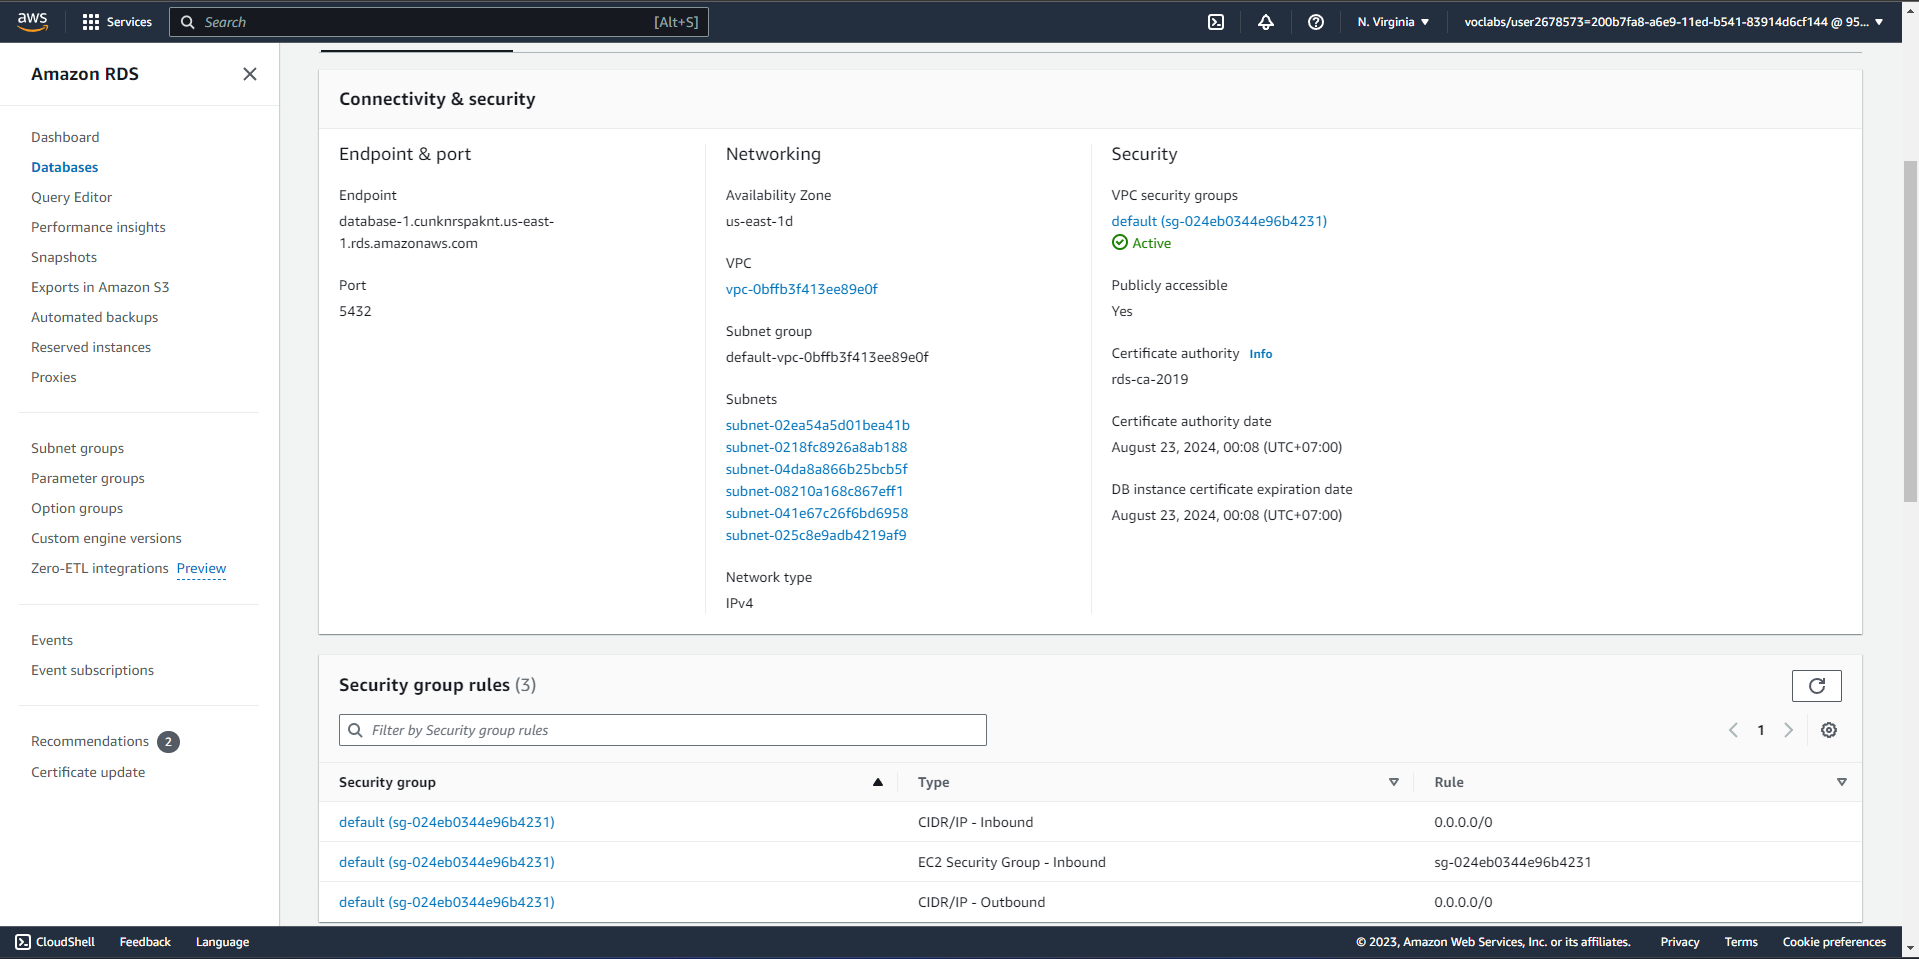 aws
Services
Search
[Alt+S]
N. Virginia
voclabs/user2678573=200b7fa8-a6e9-11ed-b541-83914d6cf144 @ 95...
Amazon RDS
Dashboard
Databases
Query Editor
Performance insights
Snapshots
Exports in Amazon S3
Automated backups
Reserved instances
Proxies
Subnet groups
Parameter groups
Option groups
Custom engine versions
Zero-ETL integrations Preview
Events
Event subscriptions
Recommendations 2
Certificate update
Connectivity & security
Endpoint & port
Endpoint
database-1.cunknrspaknt.us-east-
1.rds.amazonaws.com
Port
5432
Networking
Availability Zone
us-east-1d
VPC
vpc-0bffb3f413ee89e0f
Subnet group
default-vpc-0bffb3f413ee89e0f
Subnets
subnet-02ea54a5d01bea41b
subnet-0218fc8926a8ab188
subnet-04da8a866b25bcb5f
subnet-08210a168c867eff1
subnet-041e67c26f6bd6958
subnet-025c8e9adb4219af9
Network type
IPv4
Security
VPC security groups
default (sg-024eb0344e96b4231)
Active
Publicly accessible
Yes
Certificate authority Info
rds-ca-2019
Certificate authority date
August 23, 2024, 00:08 (UTC+07:00)
DB instance certificate expiration date
August 23, 2024, 00:08 (UTC+07:00)
Security group rules (3)
Filter by Security group rules
1
Security group Type Rule
default (sg-024eb0344e96b4231) CIDR/IP - Inbound 0.0.0.0/0
default (sg-024eb0344e96b4231) EC2 Security Group - Inbound sg-024eb0344e96b4231
default (sg-024eb0344e96b4231) CIDR/IP - Outbound 0.0.0.0/0
CloudShell Feedback Language © 2023, Amazon Web Services, Inc. or its affiliates. Privacy Terms Cookie preferences